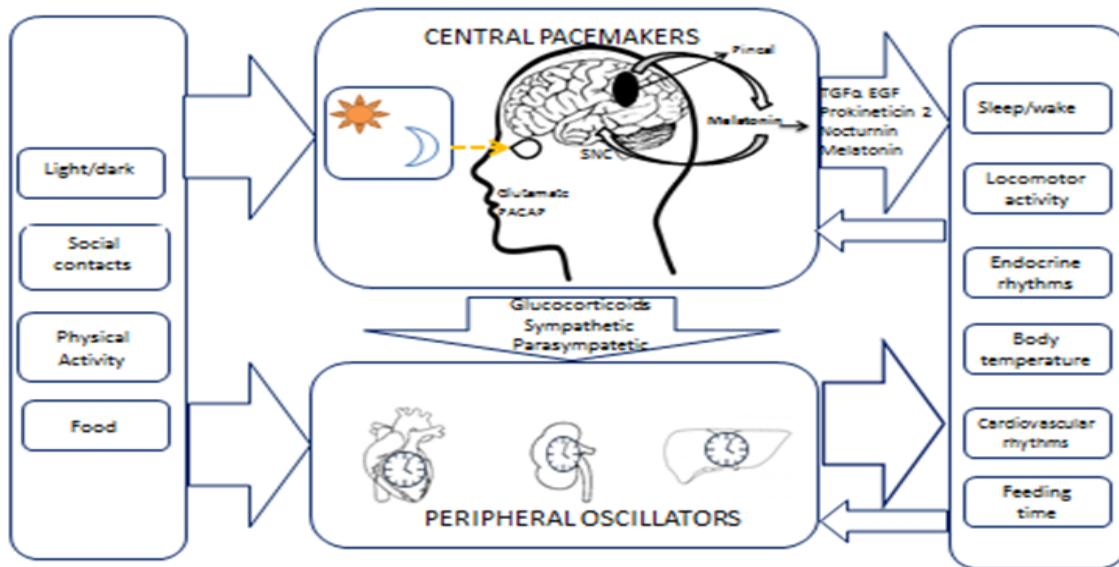 Light/dark
Social
contacts
Physical
Activity
Food
CENTRAL PACEMAKERS
Pineal
Melatonin
SNC
Glutamate
PACAP
TGFα EGF
Prokineticin 2
Nocturnin
Melatonin
Glucocorticoids
Sympathetic
Parasympatetic
PERIPHERAL OSCILLATORS
Sleep/wake
Locomotor
activity
Endocrine
rhythms
Body
temperature
Cardiovascular
rhythms
Feeding
time